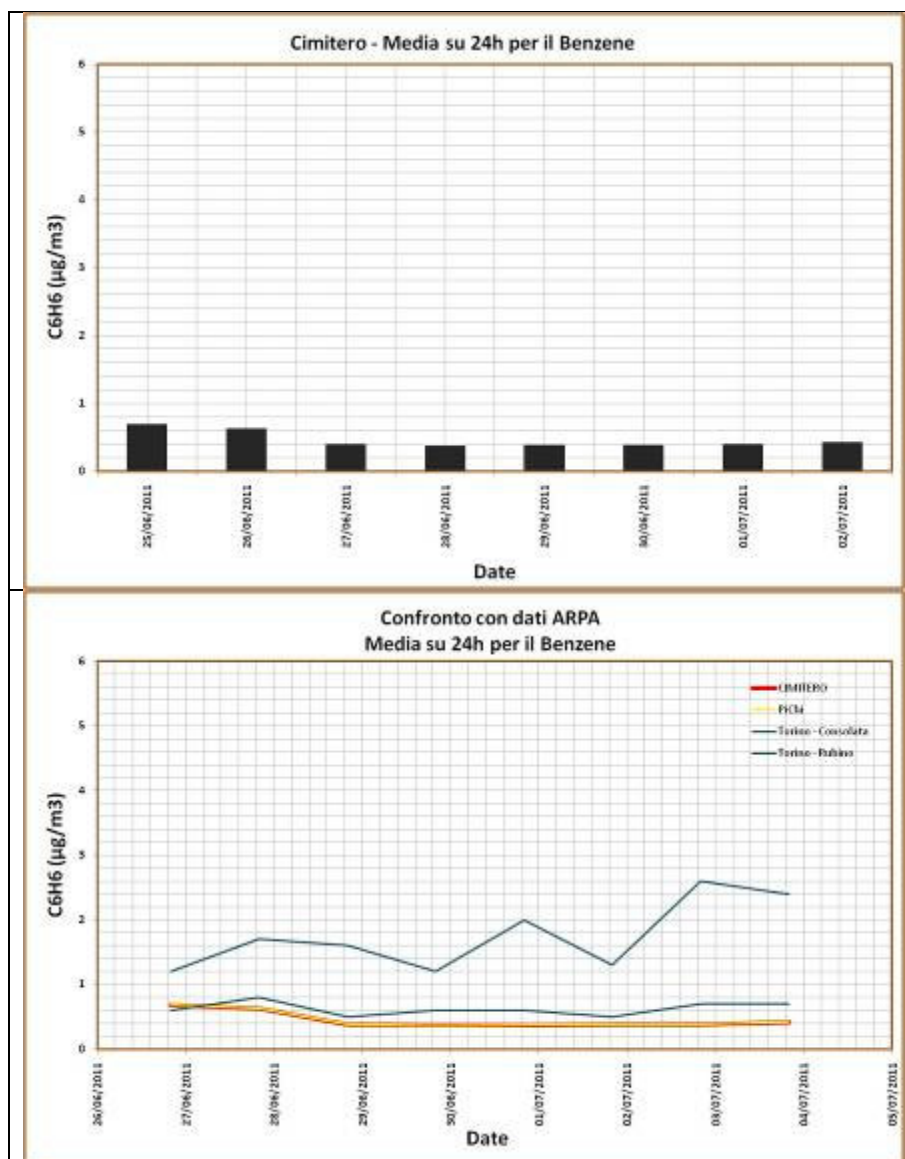 Cimitero - Media su 24h per il Benzene
6
5
4
3
2
1
0
C6H6 (µg/m3)
25/06/2011
26/06/2011
27/06/2011
28/06/2011
29/06/2011
30/06/2011
01/07/2011
02/07/2011
Date
Confronto con dati ARPA
Media su 24h per il Benzene
6
5
4
3
2
1
0
C6H6 (µg/m3)
CIMITERO
PiChi
Torino - Consolata
Torino - Rubino
26/06/2011
27/06/2011
28/06/2011
29/06/2011
30/06/2011
01/07/2011
02/07/2011
03/07/2011
04/07/2011
05/07/2011
Date